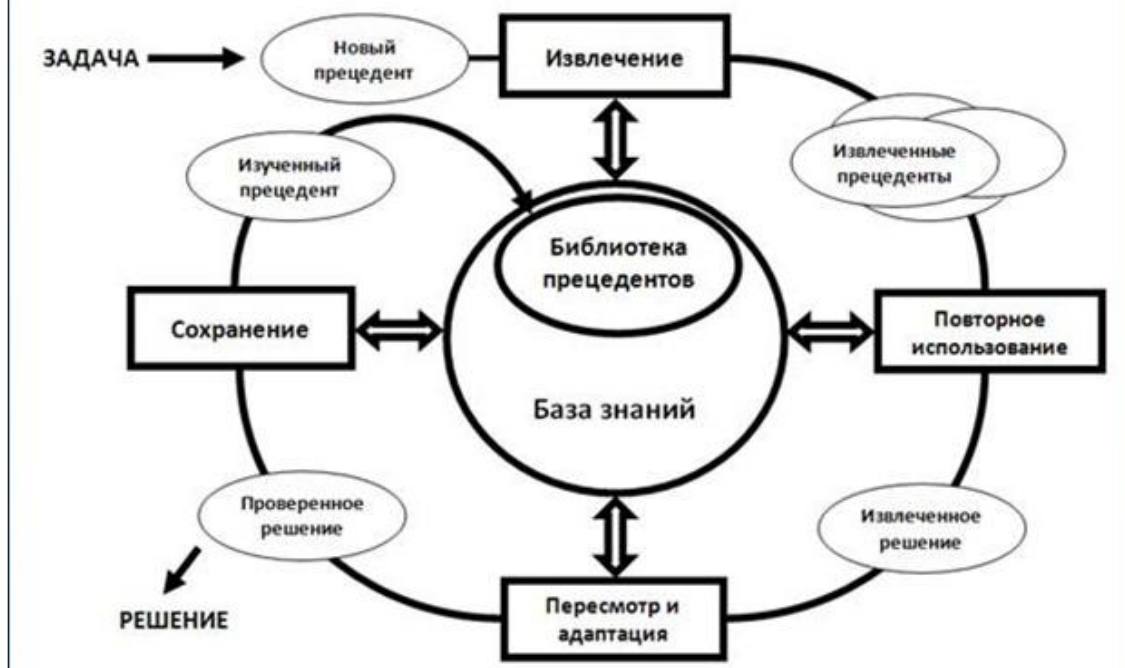 ЗАДАЧА
Новый
прецедент
Извлечение
Извлеченные
прецеденты
Изученный
прецедент
Библиотека
прецедентов
Сохранение
Повторное
использование
База знаний
Проверенное
решение
Извлеченное
решение
РЕШЕНИЕ
Пересмотр и
адаптация